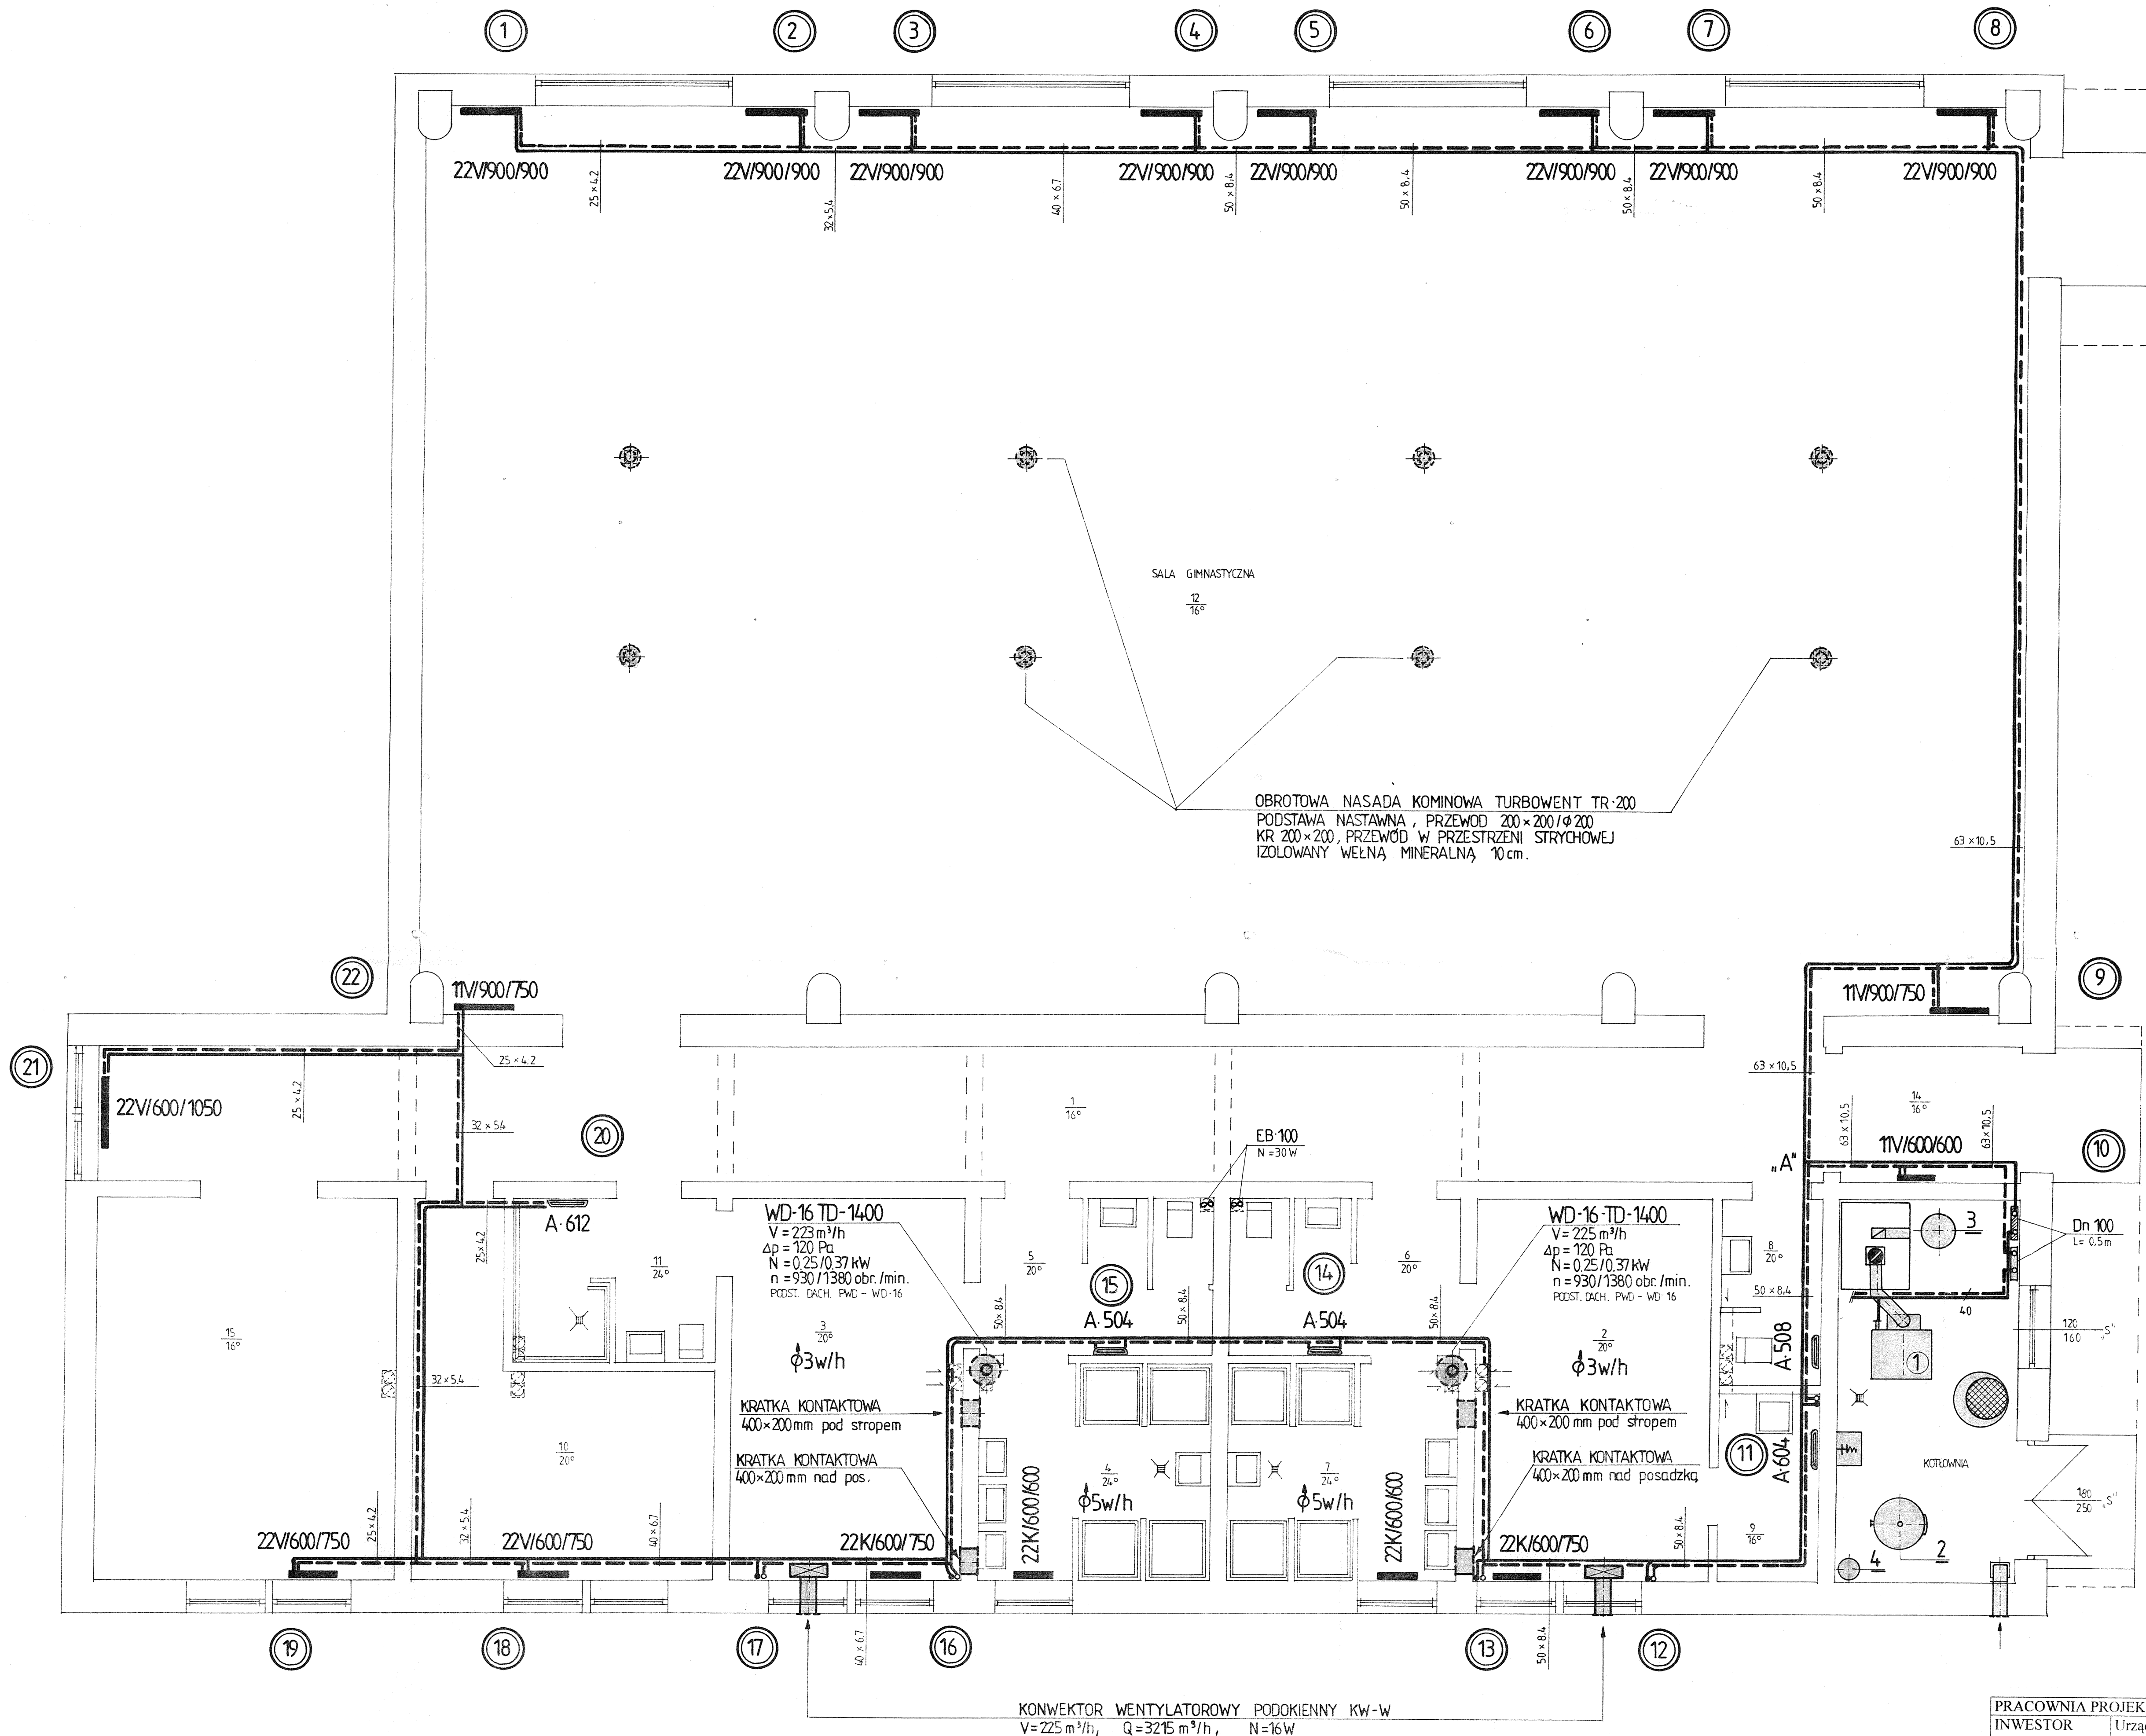 1 2 3 4 5 6 7 8
22V/900/900 22V/900/900 22V/900/900 22V/900/900 22V/900/900 22V/900/900 22V/900/900 22V/900/900
25 × 4.2 32 × 5.4 40 × 6.7 50 × 8.4 50 × 8.4 50 × 8.4 50 × 8.4
SALA GIMNASTYCZNA
12
16°
OBROTOWA NASADA KOMINOWA TURBOWENT TR·200
PODSTAWA NASTAWNA, PRZEWOD 200 × 200/Φ200
KR 200 × 200, PRZEWÓD W PRZESTRZENI STRYCHOWEJ
IZOLOWANY WEŁNĄ MINERALNĄ 10 cm.
63 × 10,5
22
11V/900/750
11V/900/750
9
21
25 × 4.2
63 × 10,5
22V/600/1050
25 × 4.2
32 × 5.4
20
1
16°
EB·100
N = 30 W
14
16°
63 × 10,5
63 × 10,5
11V/600/600
10
„A"
A·612
25 × 4.2
11
24°
WD-16 TD-1400
V = 223 m³/h
Δp = 120 Pa
N = 0,25/0,37 kW
n = 930/1380 obr./min.
PODST. DACH. PWD - WD·16
5
20°
15
14
6
20°
WD-16-TD-1400
V = 225 m³/h
Δp = 120 Pa
N = 0,25/0,37 kW
n = 930/1380 obr./min.
PODST. DACH. PWD - WD·16
8
20°
3
Dn 100
L = 0.5m
50 × 8.4
40
50 × 8.4
A·504
50 × 8.4
A·504
50 × 8.4
15
16°
3
20°
ϕ3w/h
2
20°
ϕ3w/h
A·508
1
120
160
„S"
32 × 5.4
KRATKA KONTAKTOWA
400 × 200 mm pod stropem
KRATKA KONTAKTOWA
400 × 200 mm pod stropem
10
20°
KRATKA KONTAKTOWA
400 × 200 mm nad pos.
KRATKA KONTAKTOWA
400 × 200 mm nad posadzką
11
A·604
KOTŁOWNIA
4
24°
ϕ5w/h
7
24°
ϕ5w/h
22K/600/600
22K/600/600
180
250
„S"
22V/600/750
25 × 4.2
32 × 5.4
22V/600/750
40 × 6.7
22K/600/750
22K/600/750
50 × 8.4
9
16°
4
2
19 18 17 16 13 12
40 × 6.7
50 × 8.4
KONWEKTOR WENTYLATOROWY PODOKIENNY KW-W
V = 225 m³/h, Q = 3215 m³/h, N = 16W
PRACOWNIA PROJEK
INWESTOR Urzą